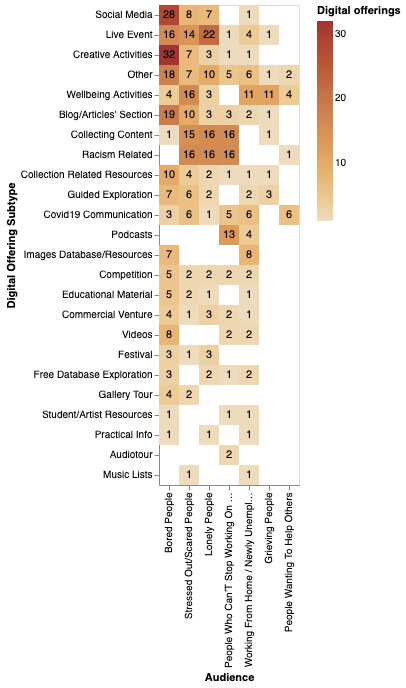 Digital offerings
30
20
10
Digital Offering Subtype
Social Media 28 8 7 1
Live Event 16 14 22 1 4 1
Creative Activities 32 7 3 1 1
Other 18 7 10 5 6 1 2
Wellbeing Activities 4 16 3 11 11 4
Blog/Articles' Section 19 10 3 3 2 1
Collecting Content 1 15 16 16 1
Racism Related 16 16 16 1
Collection Related Resources 10 4 2 1 1 1
Guided Exploration 7 6 2 2 3
Covid19 Communication 3 6 1 5 6 6
Podcasts 13 4
Images Database/Resources 7 8
Competition 5 2 2 2 2
Educational Material 5 2 1 1
Commercial Venture 4 1 3 2 1
Videos 8 2 2
Festival 3 1 3
Free Database Exploration 3 2 1 2
Gallery Tour 4 2
Student/Artist Resources 1 1 1
Practical Info 1 1 1
Audiotour 2
Music Lists 1 1
Bored People
Stressed Out/Scared People
Lonely People
People Who Can'T Stop Working On …
Working From Home / Newly Unempl…
Grieving People
People Wanting To Help Others
Audience